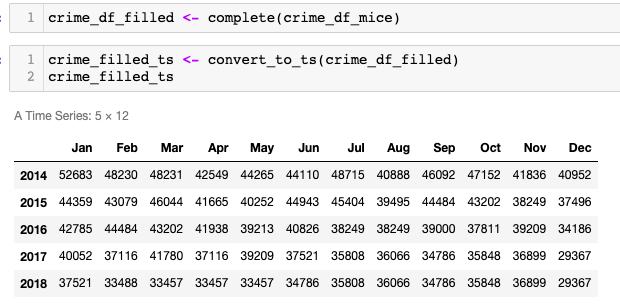 1 crime_df_filled <- complete(crime_df_mice)
1 crime_filled_ts <- convert_to_ts(crime_df_filled)
2 crime_filled_ts
A Time Series: 5 × 12
Jan Feb Mar Apr May Jun Jul Aug Sep Oct Nov Dec
2014 52683 48230 48231 42549 44265 44110 48715 40888 46092 47152 41836 40952
2015 44359 43079 46044 41665 40252 44943 45404 39495 44484 43202 38249 37496
2016 42785 44484 43202 41938 39213 40826 38249 38249 39000 37811 39209 34186
2017 40052 37116 41780 37116 39209 37521 35808 36066 34786 35848 36899 29367
2018 37521 33488 33457 33457 33457 34786 35808 36066 34786 35848 36899 29367